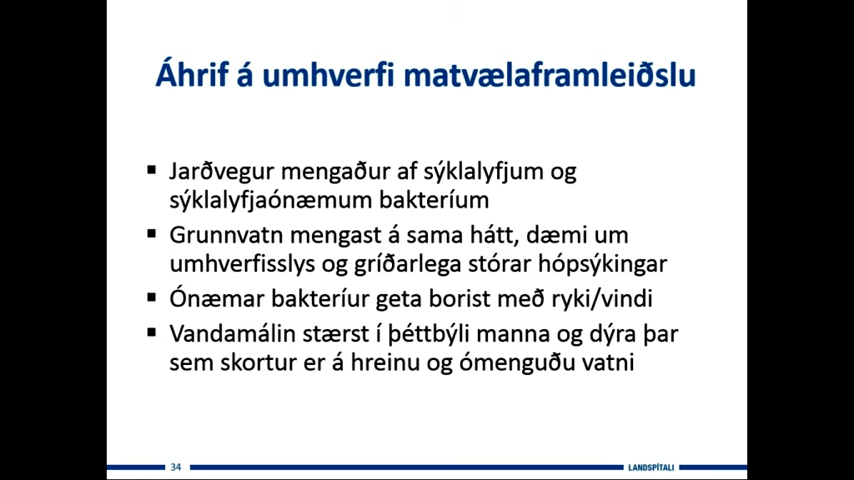 Áhrif á umhverfi matvælaframleiðslu
▪ Jarðvegur mengaður af sýklalyfjum og
sýklalyfjaónæmum bakteríum
▪ Grunnvatn mengast á sama hátt, dæmi um
umhverfisslys og gríðarlega stórar hópsýkingar
▪ Ónæmar bakteríur geta borist með ryki/vindi
▪ Vandamálin stærst í þéttbýli manna og dýra þar
sem skortur er á hreinu og ómenguðu vatni
34
LANDSPÍTALI